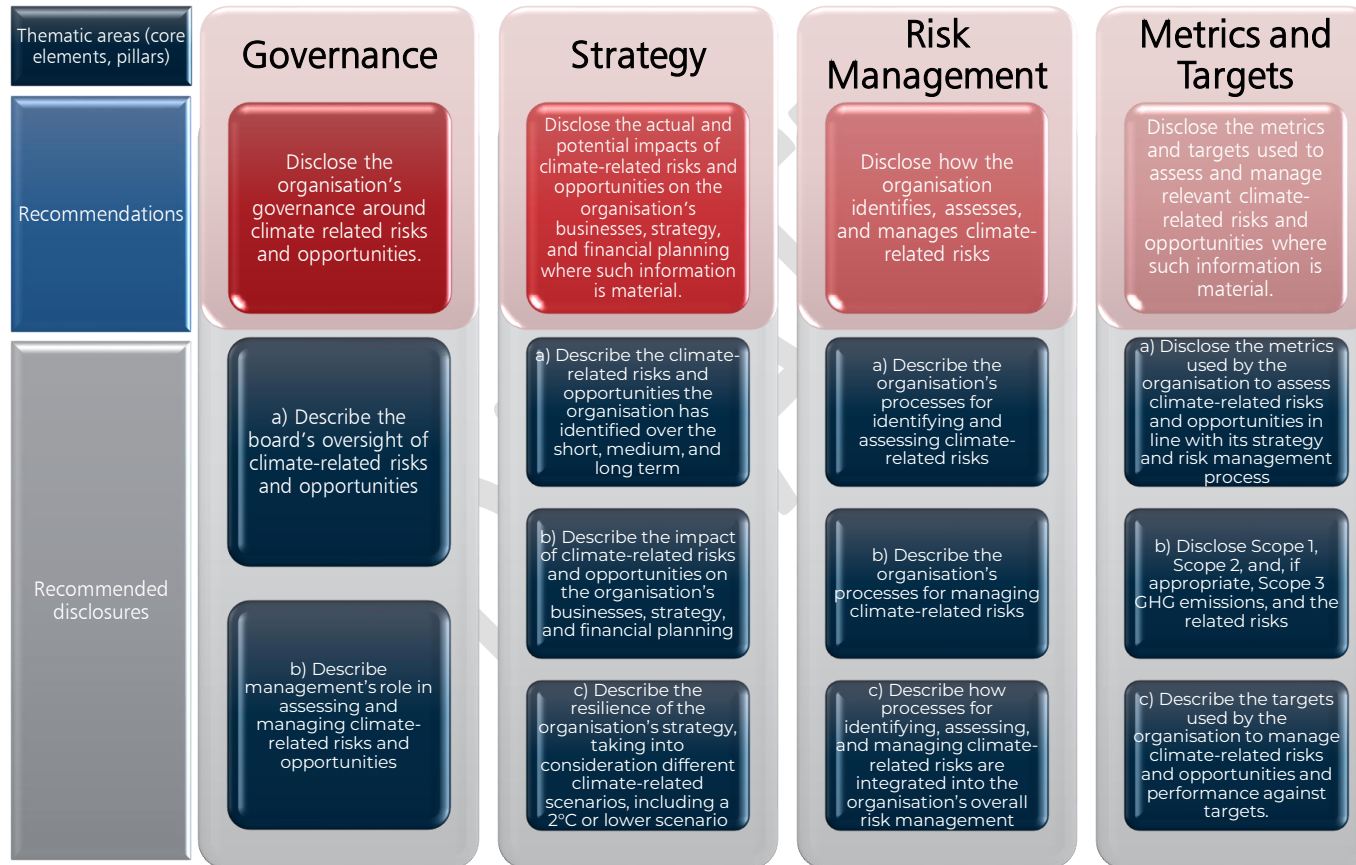 Thematic areas (core
elements, pillars)
Governance
Strategy
Risk
Management
Metrics and
Targets
Recommendations
Disclose the
organisation's
governance around
climate related risks
and opportunities.
Disclose the actual and
potential impacts of
climate-related risks and
opportunities on the
organisation's
businesses, strategy,
and financial planning
where such information
is material.
Disclose how the
organisation
identifies, assesses,
and manages climate-
related risks
Disclose the metrics
and targets used to
assess and manage
relevant climate-
related risks and
opportunities where
such information is
material.
Recommended
disclosures
a) Describe the
board's oversight of
climate-related risks
and opportunities
b) Describe
management's role in
assessing and
managing climate-
related risks and
opportunities
a) Describe the climate-
related risks and
opportunities the
organisation has
identified over the
short, medium, and
long term
b) Describe the impact
of climate-related risks
and opportunities on
the organisation's
businesses, strategy,
and financial planning
c) Describe the
resilience of the
organisation's strategy,
taking into
consideration different
climate-related
scenarios, including a
2°C or lower scenario
a) Describe the
organisation's
processes for
identifying and
assessing climate-
related risks
b) Describe the
organisation's
processes for managing
climate-related risks
c) Describe how
processes for
identifying, assessing,
and managing climate-
related risks are
integrated into the
organisation's overall
risk management
a) Disclose the metrics
used by the
organisation to assess
climate-related risks
and opportunities in
line with its strategy
and risk management
process
b) Disclose Scope 1,
Scope 2, and, if
appropriate, Scope 3
GHG emissions, and the
related risks
c) Describe the targets
used by the
organisation to manage
climate-related risks
and opportunities and
performance against
targets.